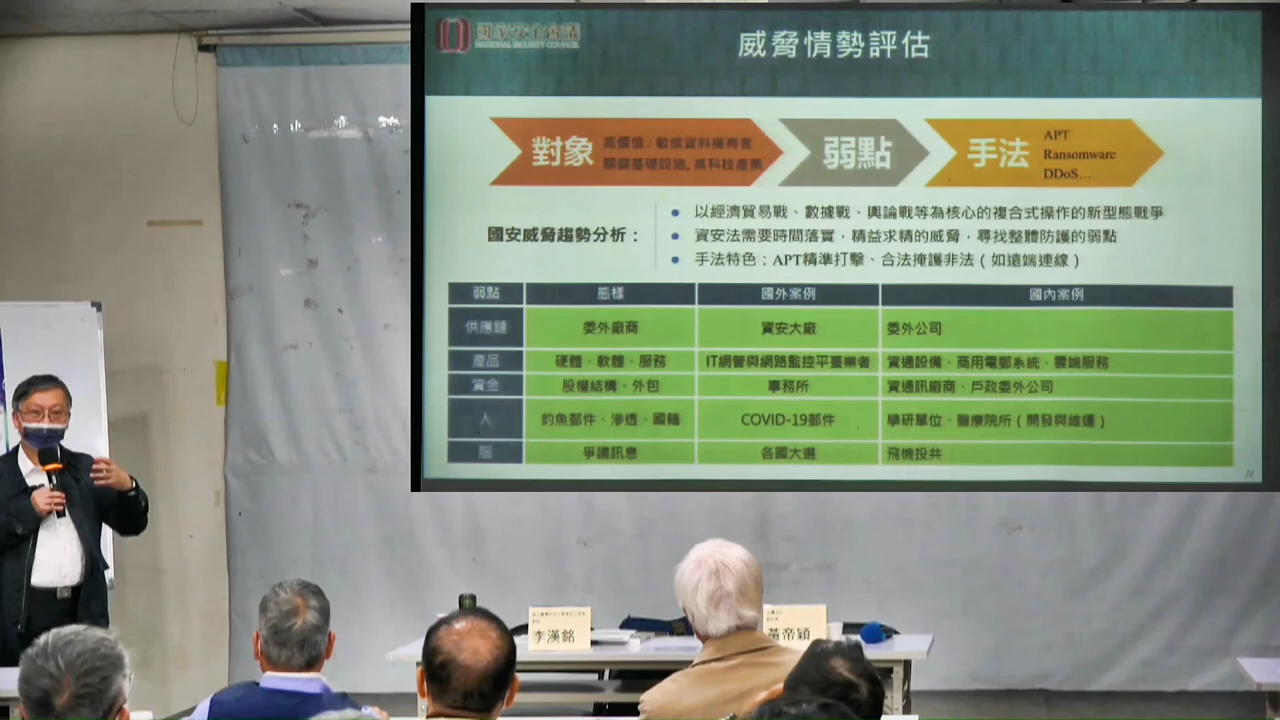 國家安全會議
NATIONAL SECURITY COUNCIL
威脅情勢評估
對象
高價值 / 敏感資料擁有者
關鍵基礎設施, 高科技產業
弱點
手法
APT
Ransomware
DDoS...
國安威脅趨勢分析：
• 以經濟貿易戰、數據戰、輿論戰等為核心的複合式操作的新型態戰爭
• 資安法需要時間落實，精益求精的威脅，尋找整體防護的弱點
• 手法特色：APT精準打擊、合法掩護非法（如遠端連線）
弱點 態樣 國外案例 國內案例
供應鏈 委外廠商 資安大廠 委外公司
產品 硬體、軟體、服務 IT網管與網路監控平臺業者 資通設備、商用電郵系統、雲端服務
資金 股權結構、外包 事務所 資通訊廠商、戶政委外公司
人 釣魚郵件、滲透、國籍 COVID-19郵件 學研單位、醫療院所（開發與維運）
腦 爭議訊息 各國大選 飛機投共
22
李漢銘
黃帝穎